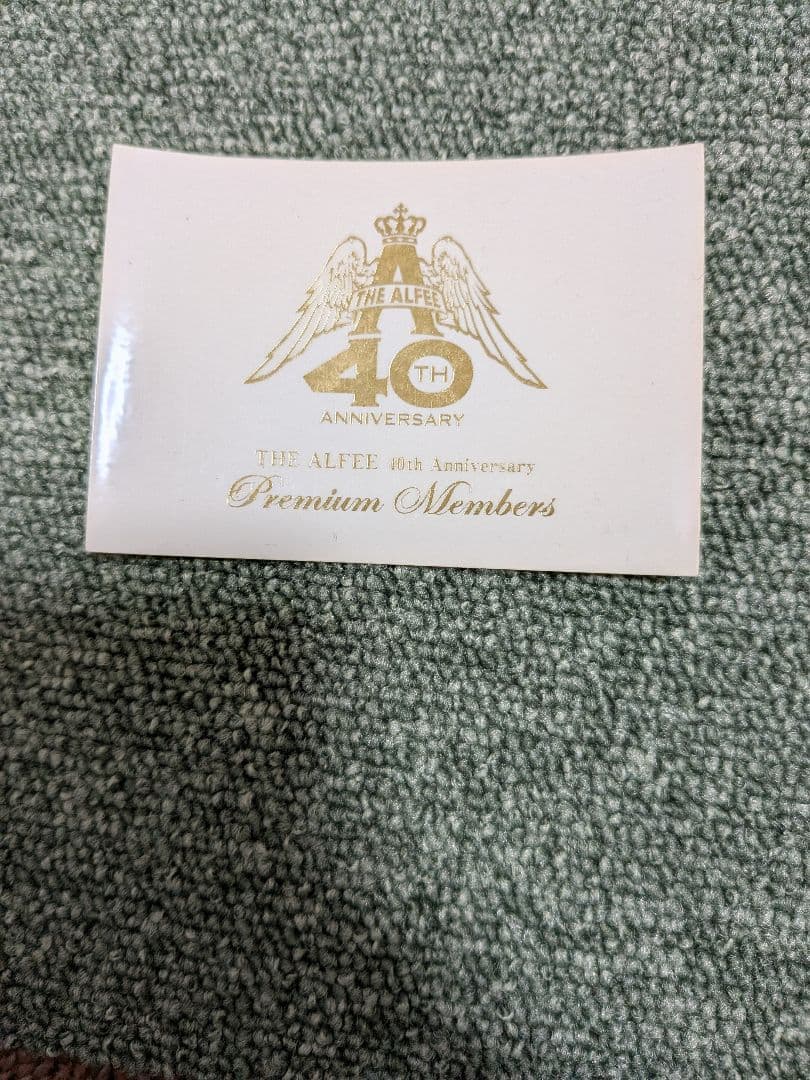 A
THE ALFEE
40TH
ANNIVERSARY
THE ALFEE 40th Anniversary
Premium Members